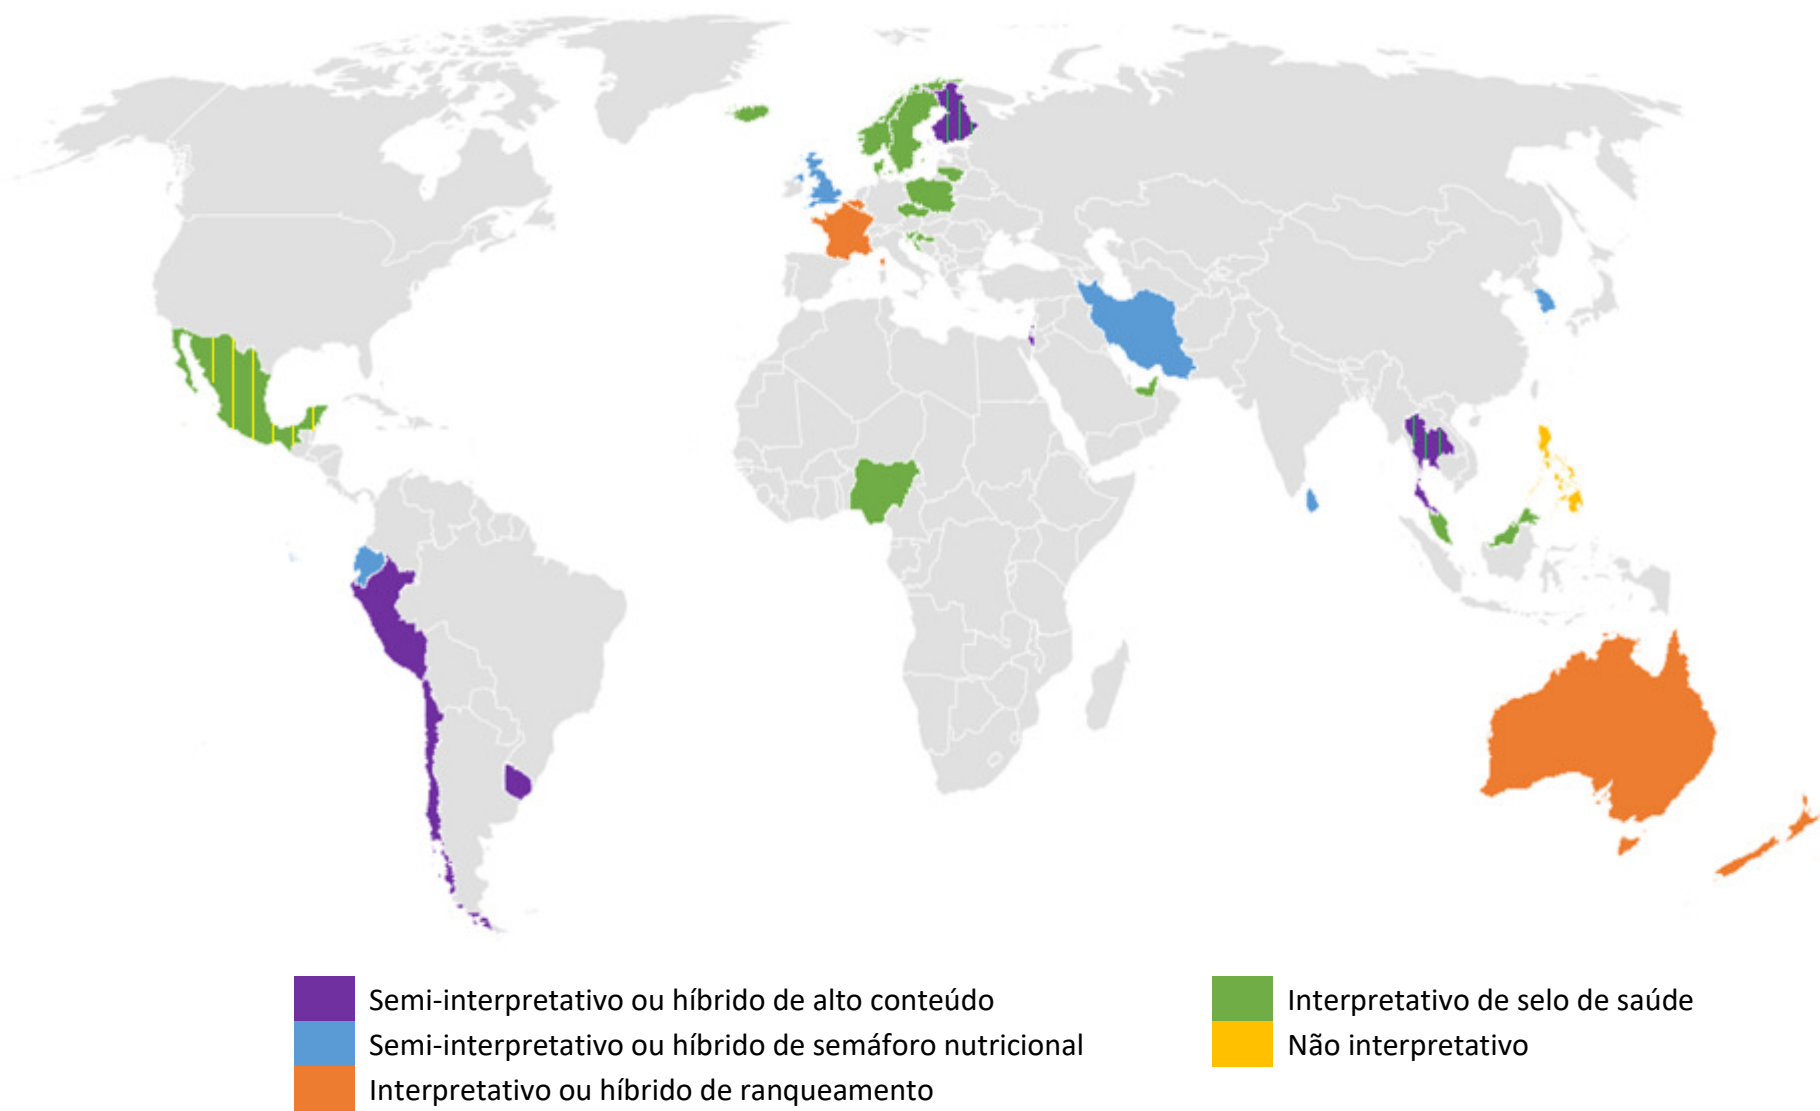 Semi-interpretativo ou híbrido de alto conteúdo
Semi-interpretativo ou híbrido de semáforo nutricional
Interpretativo ou híbrido de ranqueamento
Interpretativo de selo de saúde
Não interpretativo